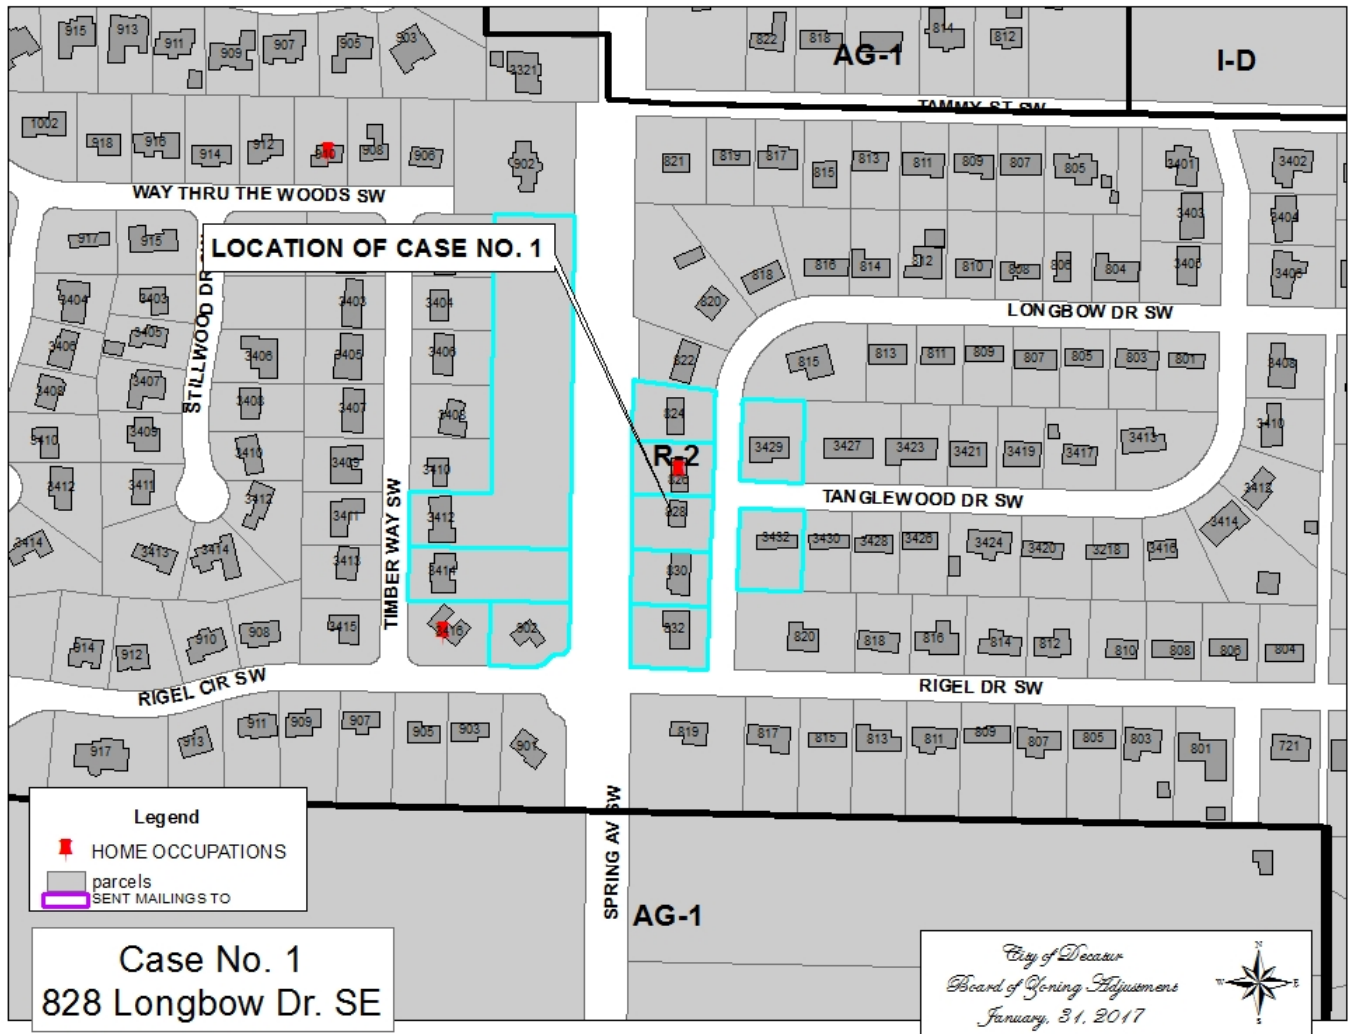 915 913 911 909 907 905 903 3321
822 818 814 812
AG-1
I-D
TAMMY ST SW
1002 918 916 914 912 910 908 906 902
821 819 817 815 813 811 809 807 805 3401 3402
WAY THRU THE WOODS SW
917 915
3403 3404
LOCATION OF CASE NO. 1
STILLWOOD DR
818 816 814 812 810 808 806 804 3405 3406
820
LONGBOW DR SW
3404 3403 3403 3404
3406 3405 3406 3405 3406
822 815 813 811 809 807 805 803 801 3408
3408 3407 3408 3407 3408
824
3410 3409 3410 3409 3410
R-2
826
3429 3427 3423 3421 3419 3417 3413 3410
3412 3411 3412 3411 3412
TIMBER WAY SW
828
TANGLEWOOD DR SW
3412
3414
3414 3413 3414 3413 3414
830
3432 3430 3428 3426 3424 3420 3218 3416
914 912 910 908 3415 3416 902
832
820 818 816 814 812 810 808 806 804
RIGEL CIR SW
RIGEL DR SW
917 913 911 909 907 905 903 901
819 817 815 813 811 809 807 805 803 801 721
SPRING AV SW
AG-1
Legend
HOME OCCUPATIONS
parcels
SENT MAILINGS TO
Case No. 1
828 Longbow Dr. SE
City of Decatur
Board of Zoning Adjustment
January, 31, 2017
N
W E
S